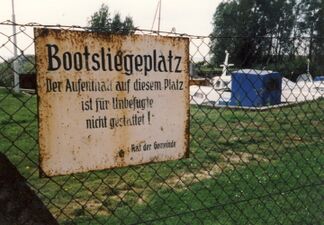 Bootsliegeplatz
Der Aufenthalt auf diesem Platz
ist für Unbefugte
nicht gestattet!
Rat der Gemeinde